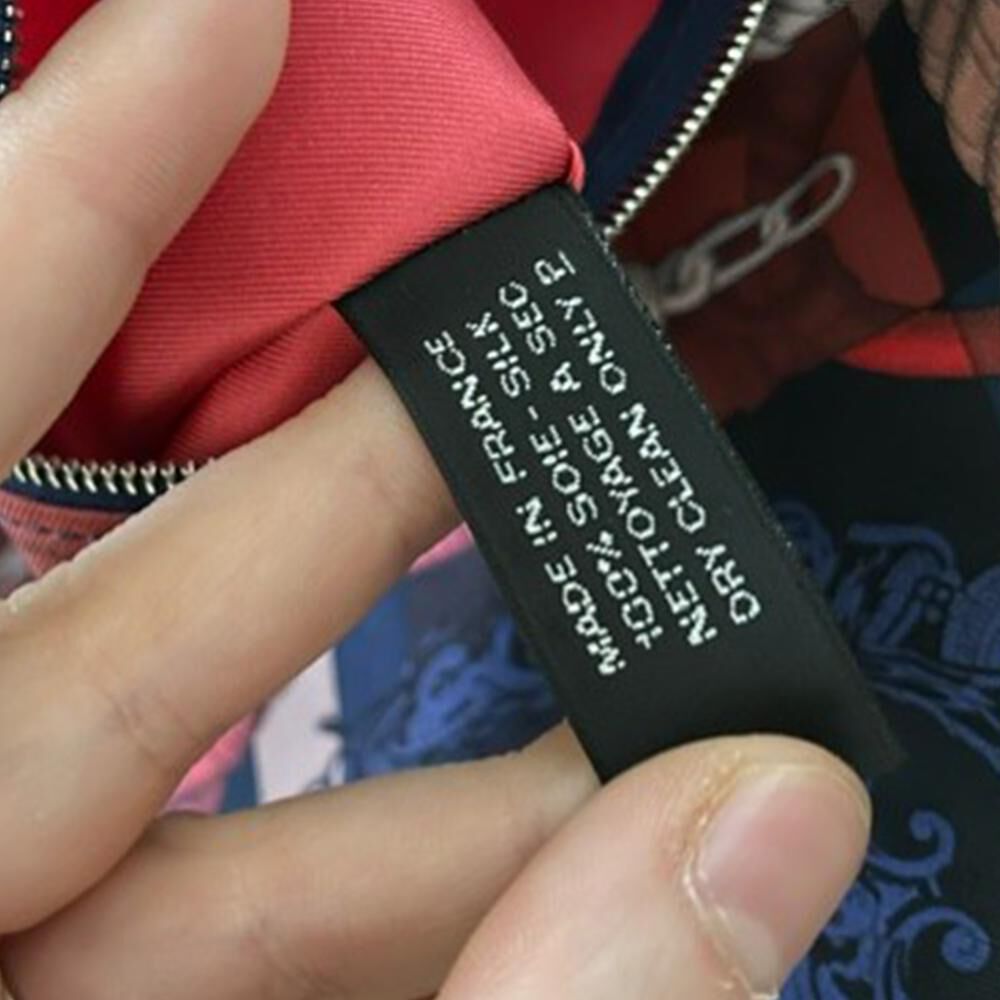 MADE IN FRANCE
100% SOIE - SILK
NETTOYAGE A SEC
DRY CLEAN ONLY P